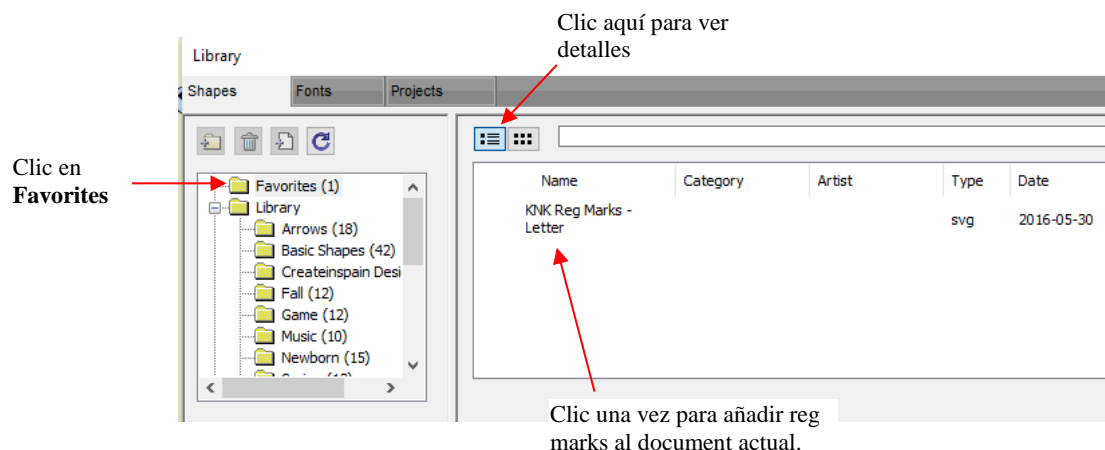 Clic aquí para ver
detalles
Library
Shapes Fonts Projects
Clic en
Favorites
Favorites (1)
Library
Arrows (18)
Basic Shapes (42)
Createinspain Desi
Fall (12)
Game (12)
Music (10)
Newborn (15)
Name Category Artist Type Date
KNK Reg Marks -
Letter
svg 2016-05-30
Clic una vez para añadir reg
marks al document actual.